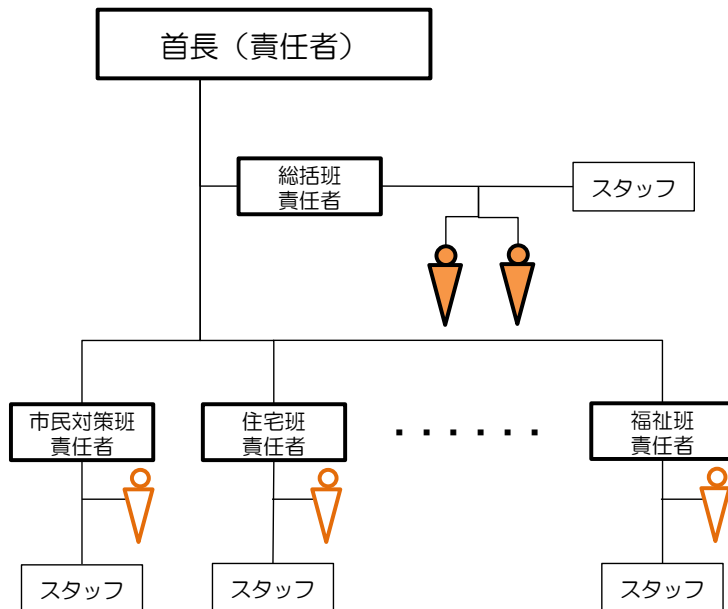 首長（責任者）
総括班
責任者
スタッフ
市民対策班
責任者
住宅班
責任者
・・・・・・
福祉班
責任者
スタッフ
スタッフ
スタッフ